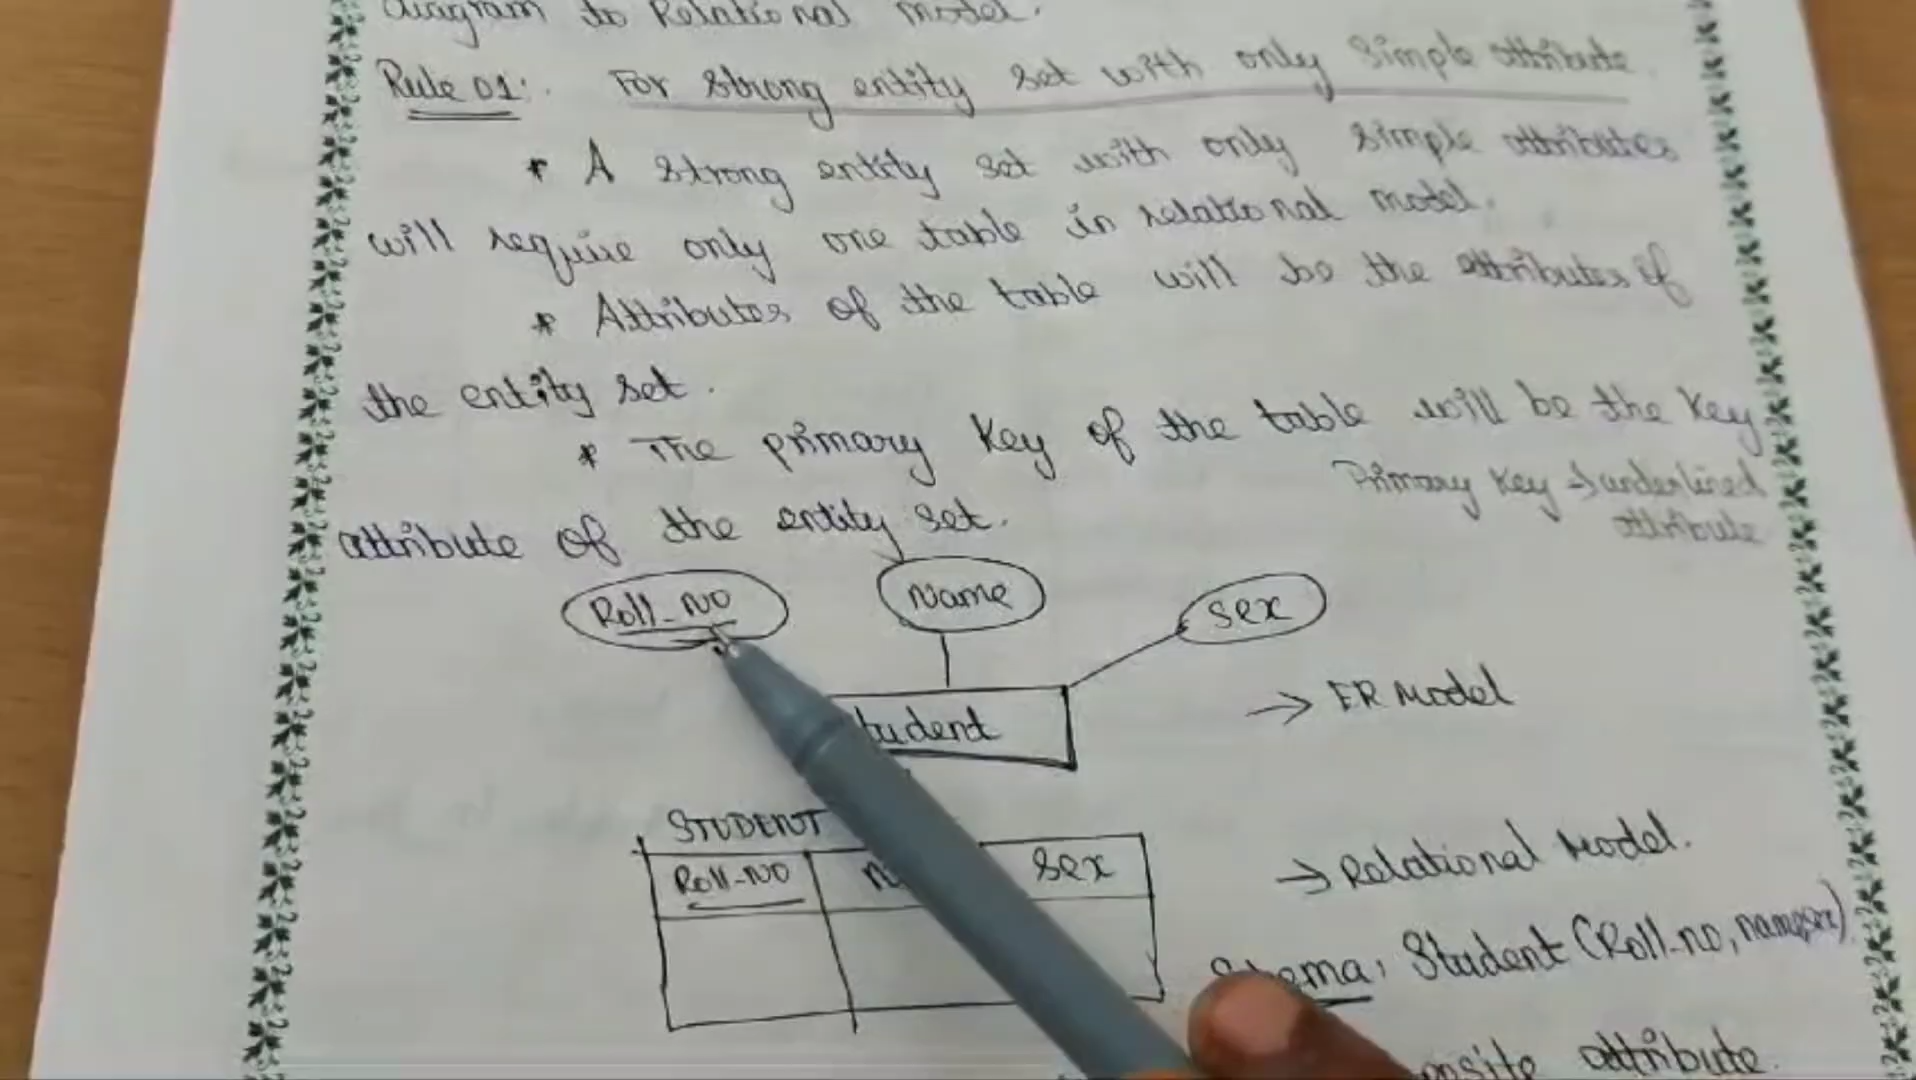 diagram to Relational model.
Rule 01: For strong entity set with only simple attribute
* A strong entity set with only simple attributes
will require only one table in relational model.
* Attributes of the table will be the attributes of
the entity set.
* The primary key of the table will be the key
Primary key → underlined
attribute
attribute of the entity set.
Roll_No Name Sex
→ ER Model
tudent
STUDENT
Roll-No Sex
→ Relational Model.
Student (Roll-no, name, sex)
attribute.